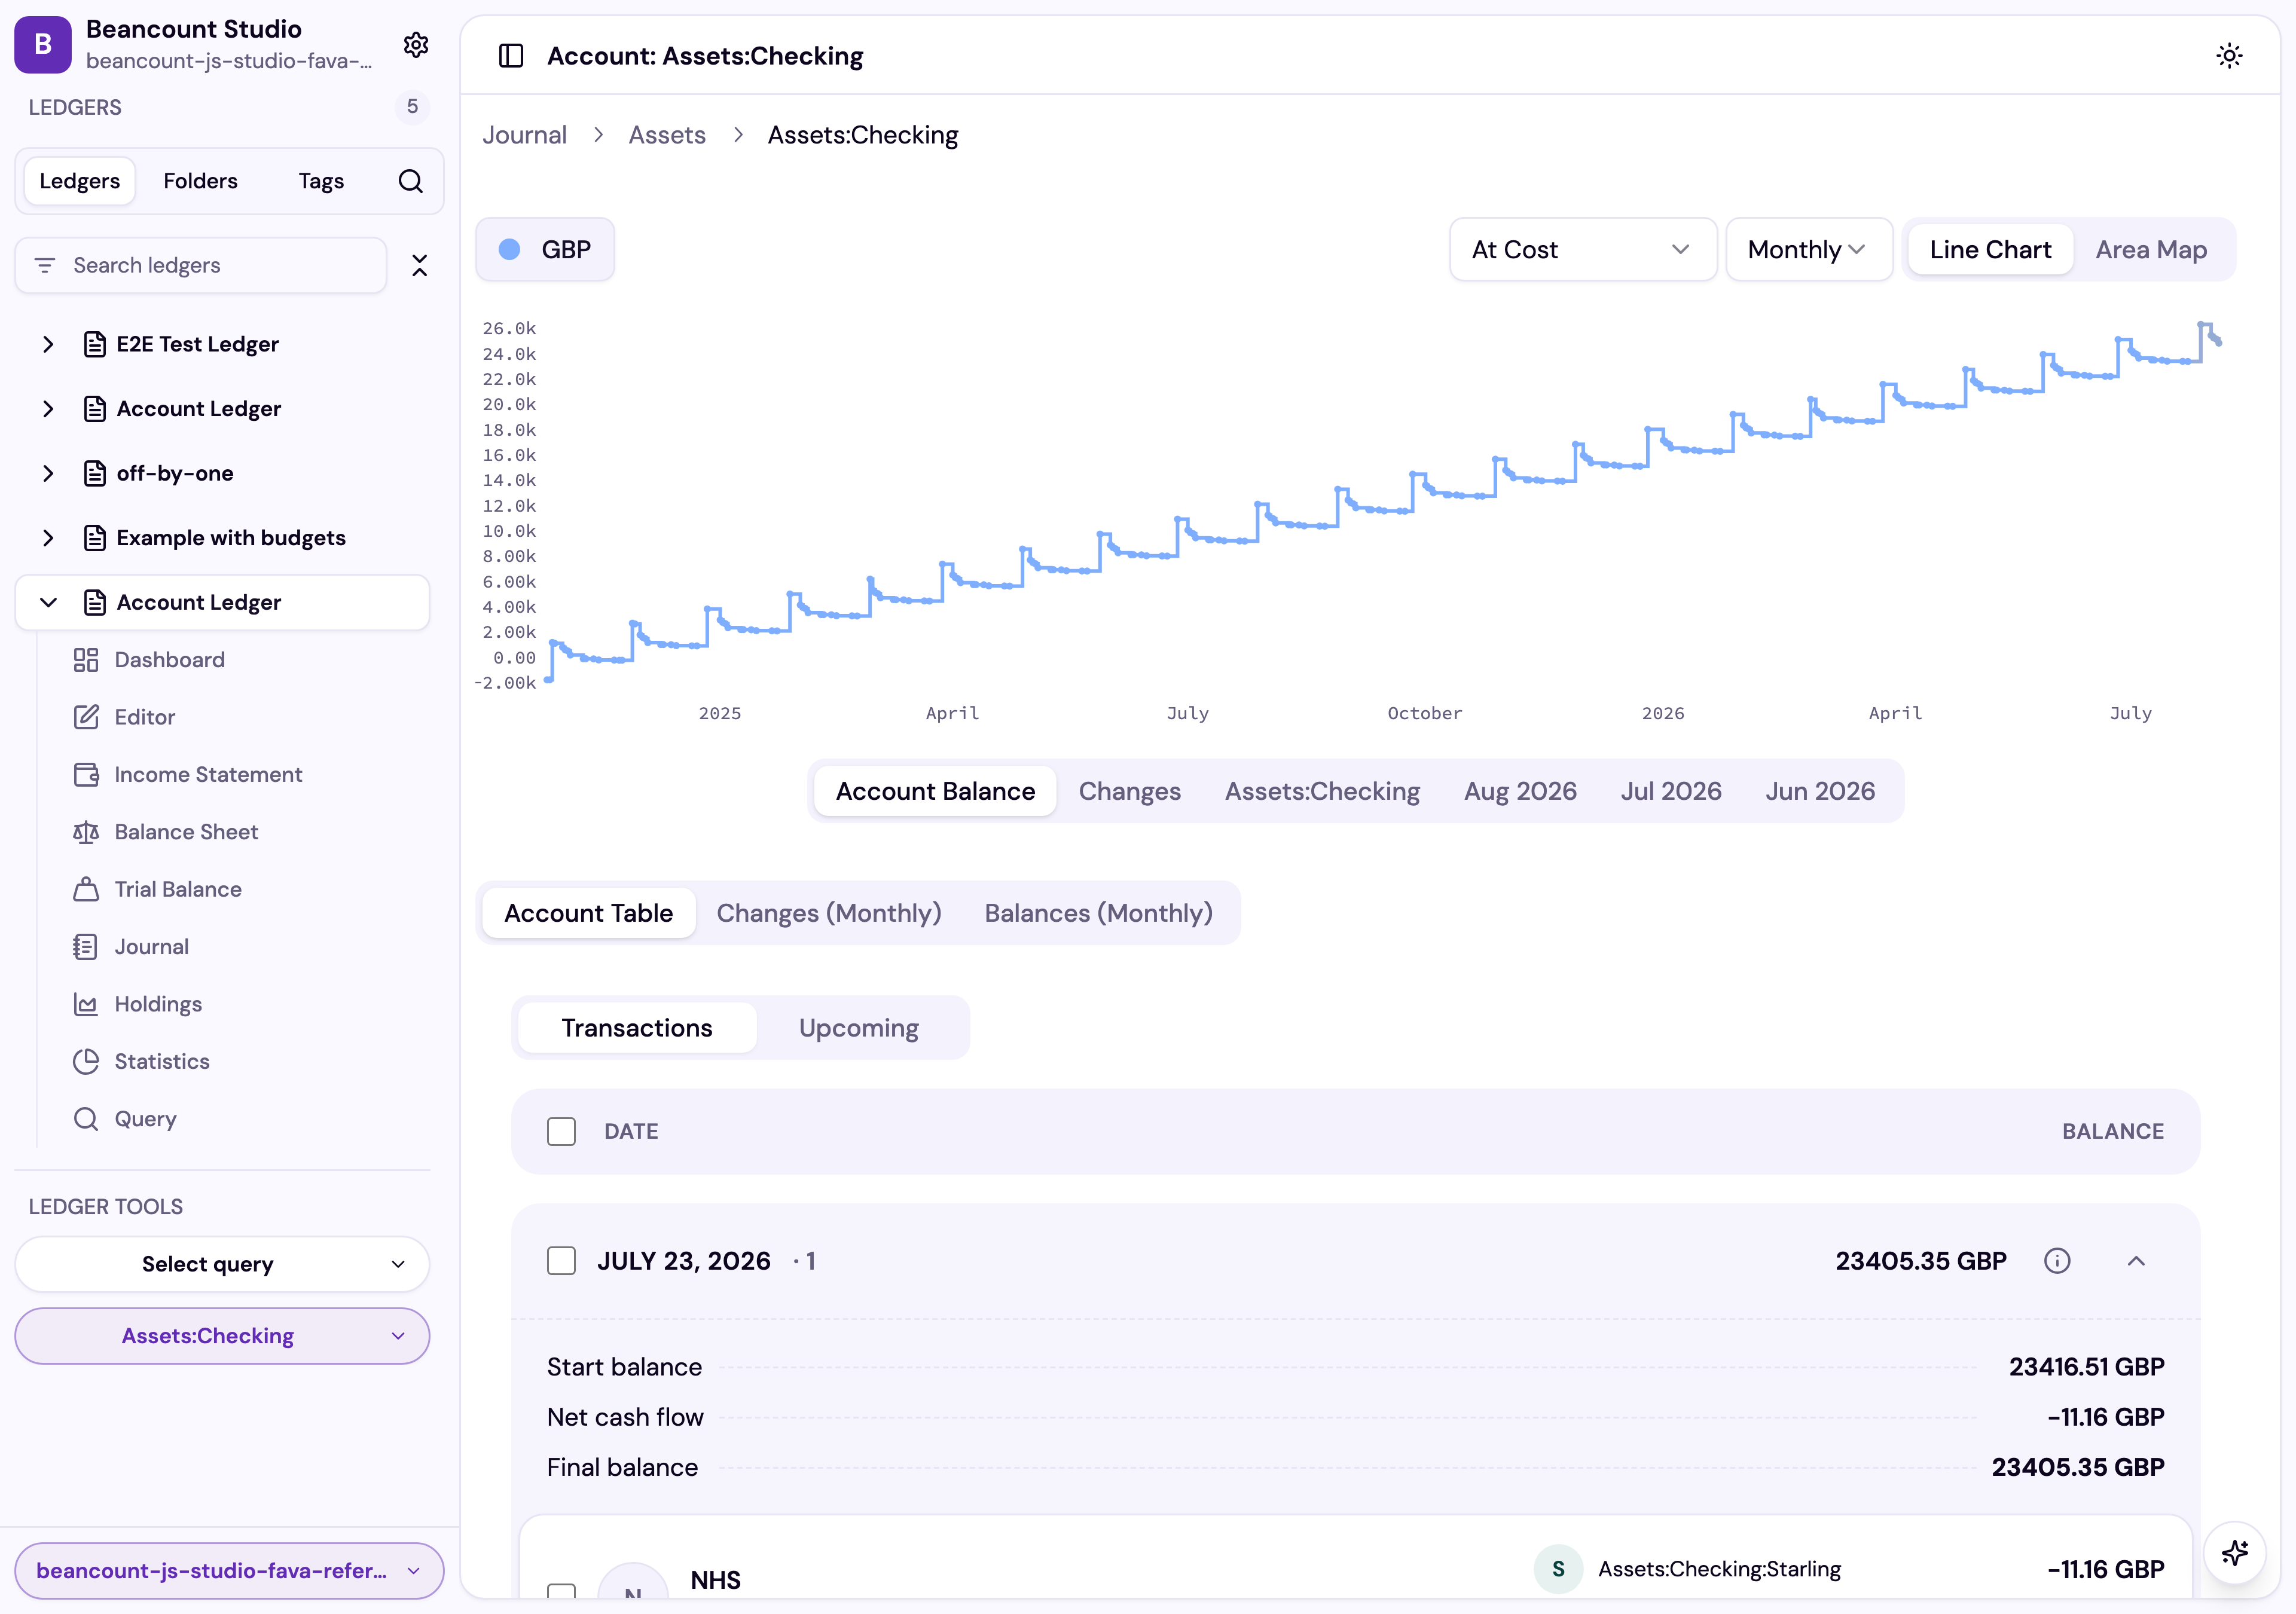 B
Beancount Studio
beancount-js-studio-fava-...
LEDGERS
5
Ledgers
Folders
Tags
Search ledgers
E2E Test Ledger
Account Ledger
off-by-one
Example with budgets
Account Ledger
Dashboard
Editor
Income Statement
Balance Sheet
Trial Balance
Journal
Holdings
Statistics
Query
LEDGER TOOLS
Select query
Assets:Checking
beancount-js-studio-fava-refer...
Account: Assets:Checking
Journal > Assets > Assets:Checking
GBP
At Cost
Monthly
Line Chart
Area Map
26.0k
24.0k
22.0k
20.0k
18.0k
16.0k
14.0k
12.0k
10.0k
8.00k
6.00k
4.00k
2.00k
0.00
-2.00k
2025 April July October 2026 April July
Account Balance
Changes
Assets:Checking
Aug 2026
Jul 2026
Jun 2026
Account Table
Changes (Monthly)
Balances (Monthly)
Transactions
Upcoming
DATE
BALANCE
JULY 23, 2026 · 1
23405.35 GBP
Start balance
23416.51 GBP
Net cash flow
-11.16 GBP
Final balance
23405.35 GBP
N
NHS
S
Assets:Checking:Starling
-11.16 GBP